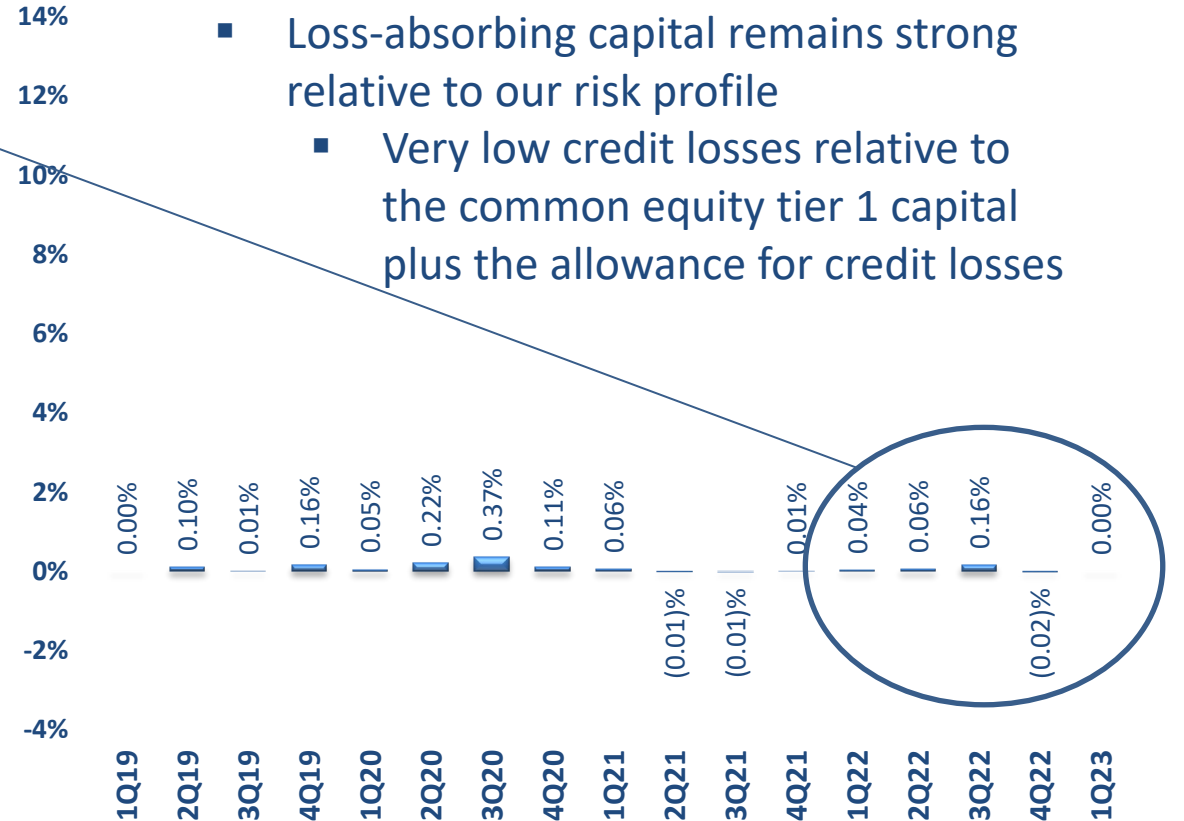 ▪ Loss-absorbing capital remains strong
relative to our risk profile
▪ Very low credit losses relative to
the common equity tier 1 capital
plus the allowance for credit losses
14%
12%
10%
8%
6%
4%
2%
0%
-2%
-4%
0.00%
0.10%
0.01%
0.16%
0.05%
0.22%
0.37%
0.11%
0.06%
(0.01)%
(0.01)%
0.01%
0.04%
0.06%
0.16%
(0.02)%
0.00%
1Q19
2Q19
3Q19
4Q19
1Q20
2Q20
3Q20
4Q20
1Q21
2Q21
3Q21
4Q21
1Q22
2Q22
3Q22
4Q22
1Q23